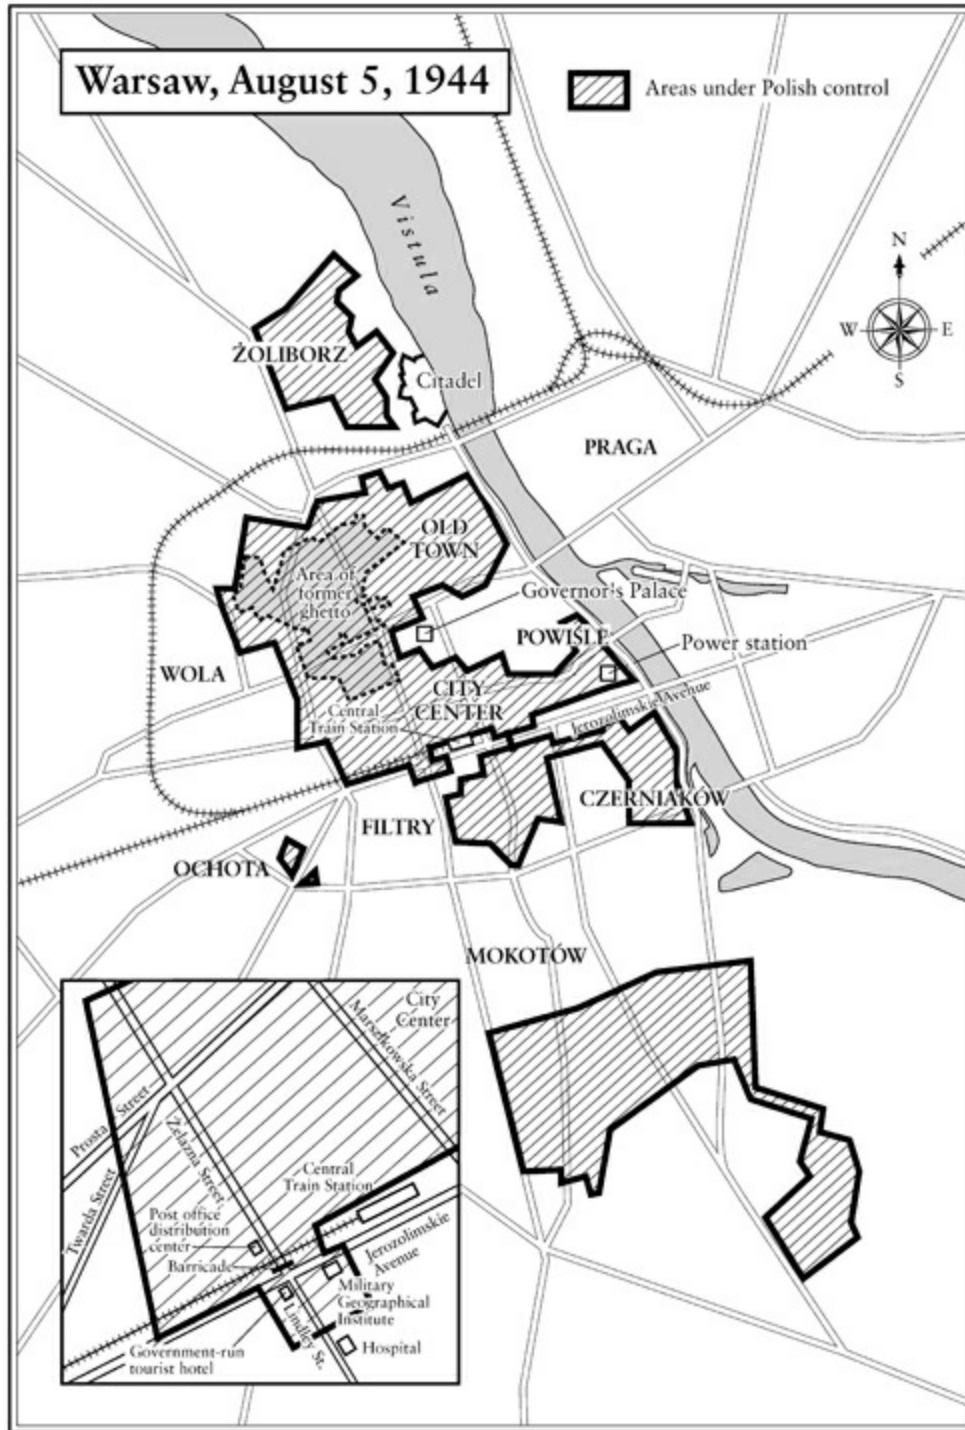 Warsaw, August 5, 1944
Areas under Polish control
Vistula
N
W
E
S
ŻOLIBORZ
Citadel
PRAGA
OLD
TOWN
Area of
former
ghetto
Governor's Palace
POWIŚLE
Power station
WOLA
CITY
CENTER
Central
Train Station
Jerozolimskie Avenue
CZERNIAKÓW
FILTRY
OCHOTA
MOKOTÓW
City
Center
Marszłkowska Street
Prosta Street
Żelazna Street
Twarda Street
Central
Train Station
Post office
distribution
center
Barricade
Jerozolimskie
Avenue
Military
Geographical
Institute
Lindley St.
Hospital
Government-run
tourist hotel